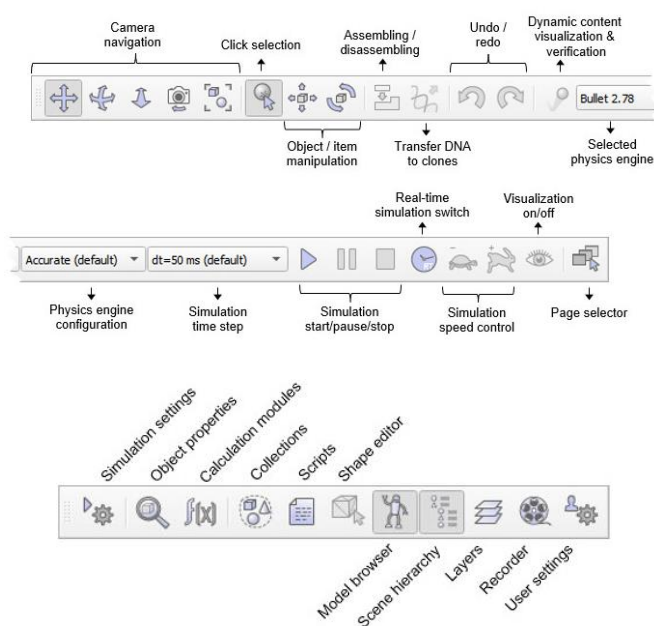 Camera
navigation
Click selection
Assembling /
disassembling
Undo /
redo
Dynamic content
visualization &
verification
Bullet 2.78
Object / item
manipulation
Transfer DNA
to clones
Selected
physics engine
Real-time
simulation switch
Visualization
on/off
Accurate (default)
dt=50 ms (default)
Physics engine
configuration
Simulation
time step
Simulation
start/pause/stop
Simulation
speed control
Page selector
Simulation settings
Object properties
Calculation modules
Collections
Scripts
Shape editor
f(x)
Model browser
Scene hierarchy
Layers
Recorder
User settings